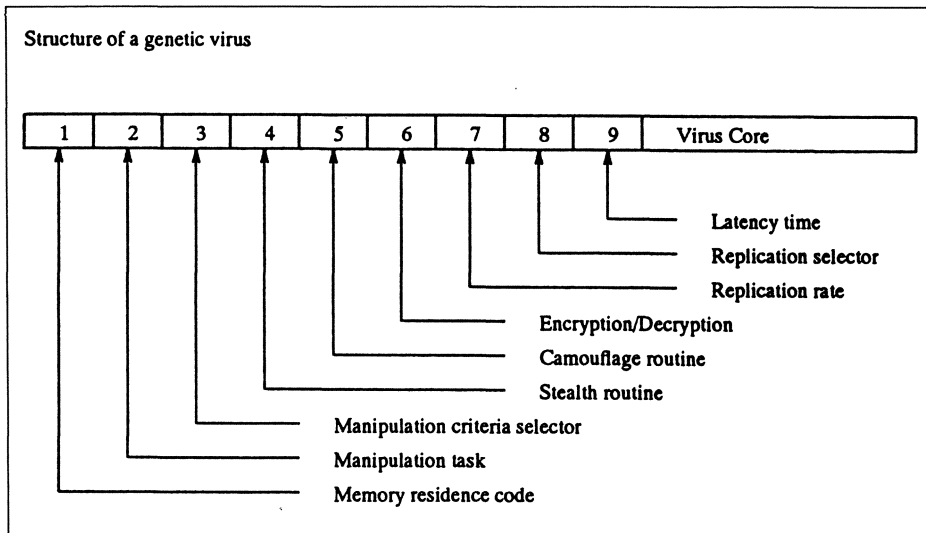 Structure of a genetic virus
1 2 3 4 5 6 7 8 9 Virus Core
Latency time
Replication selector
Replication rate
Encryption/Decryption
Camouflage routine
Stealth routine
Manipulation criteria selector
Manipulation task
Memory residence code